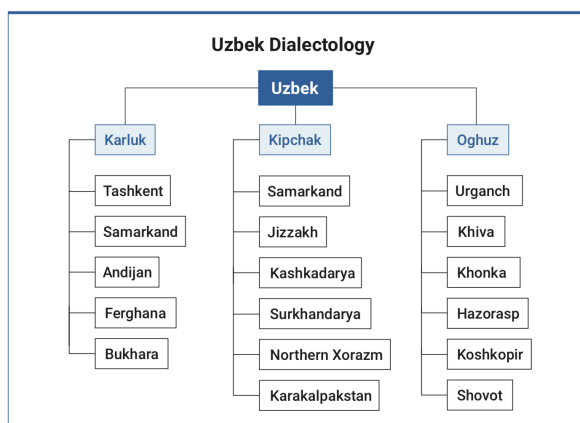 Uzbek Dialectology
Uzbek
Karluk
Tashkent
Samarkand
Andijan
Ferghana
Bukhara
Kipchak
Samarkand
Jizzakh
Kashkadarya
Surkhandarya
Northern Xorazm
Karakalpakstan
Oghuz
Urganch
Khiva
Khonka
Hazorasp
Koshkopir
Shovot